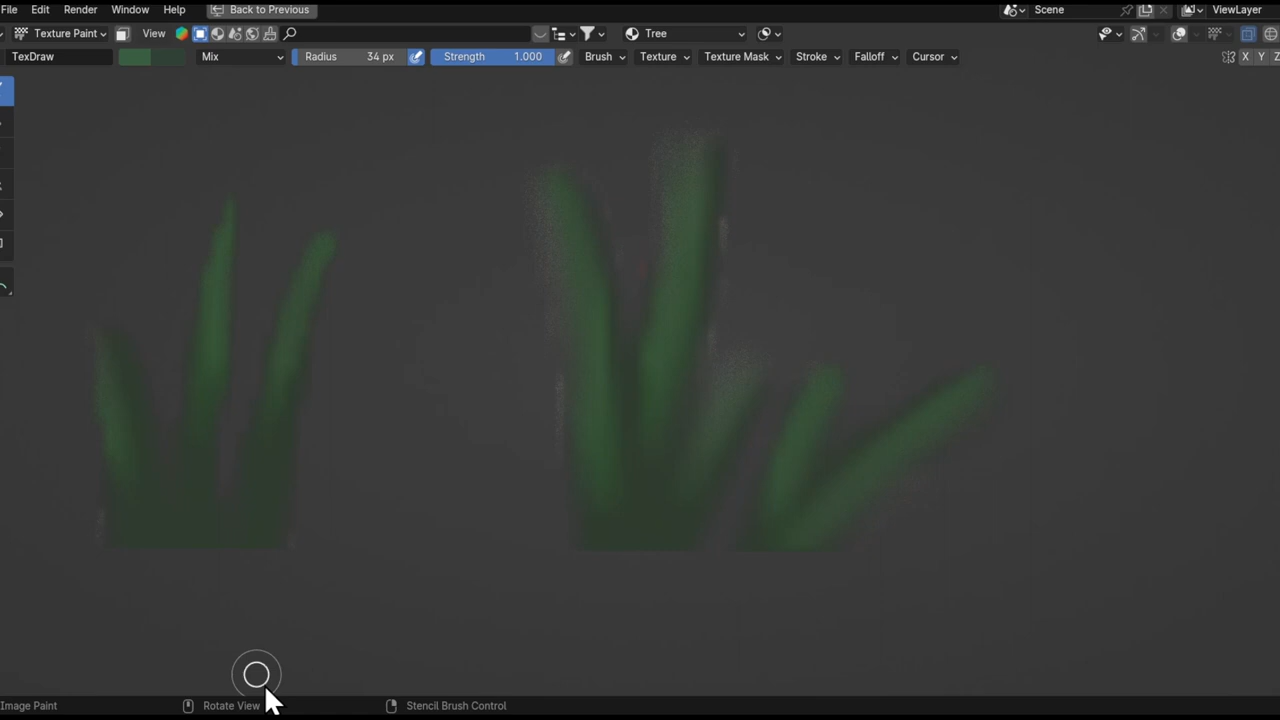 File Edit Render Window Help Back to Previous Scene ViewLayer
Texture Paint View Tree
TexDraw Mix Radius 34 px Strength 1.000 Brush Texture Texture Mask Stroke Falloff Cursor X Y Z
Image Paint Rotate View Stencil Brush Control